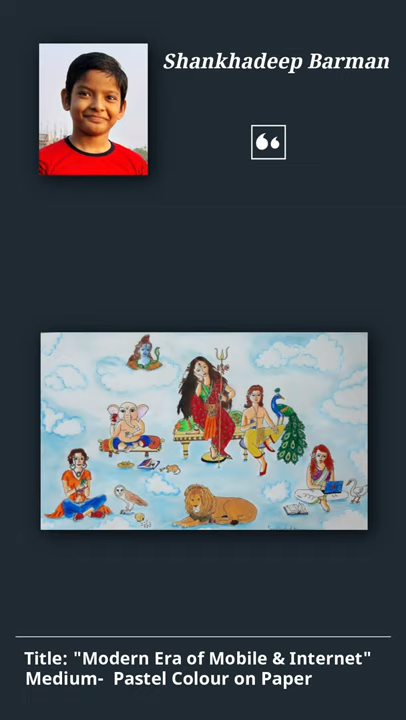 Shankhadeep Barman
Title: "Modern Era of Mobile & Internet"
Medium- Pastel Colour on Paper